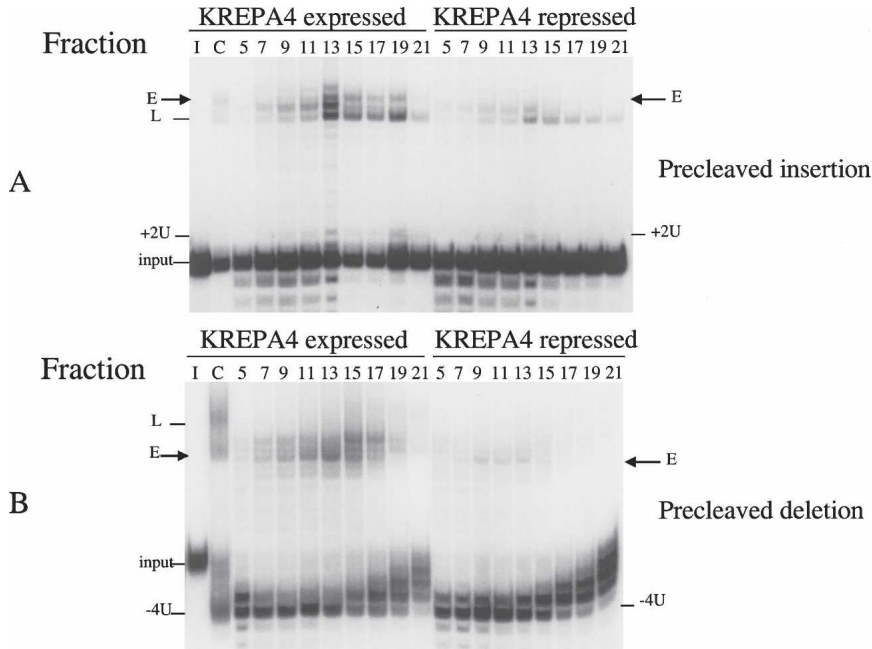 KREPA4 expressed KREPA4 repressed
Fraction I C 5 7 9 11 13 15 17 19 21 5 7 9 11 13 15 17 19 21
E E
L
A Precleaved insertion
+2U +2U
input
KREPA4 expressed KREPA4 repressed
Fraction I C 5 7 9 11 13 15 17 19 21 5 7 9 11 13 15 17 19 21
L
E E
B Precleaved deletion
input
-4U -4U